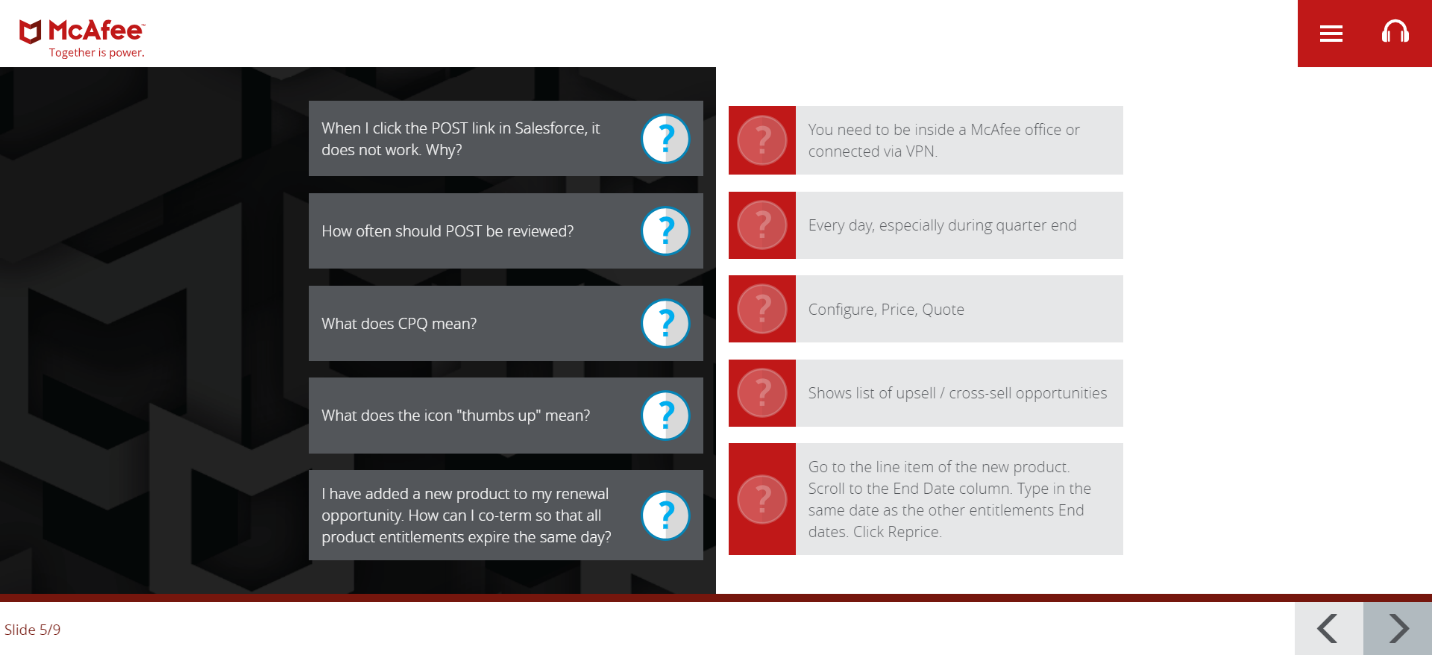 McAfee™
Together is power.
When I click the POST link in Salesforce, it
does not work. Why?
?
You need to be inside a McAfee office or
connected via VPN.
?
How often should POST be reviewed?
?
Every day, especially during quarter end
?
What does CPQ mean?
?
Configure, Price, Quote
?
What does the icon "thumbs up" mean?
?
Shows list of upsell / cross-sell opportunities
?
I have added a new product to my renewal
opportunity. How can I co-term so that all
product entitlements expire the same day?
?
Go to the line item of the new product.
Scroll to the End Date column. Type in the
same date as the other entitlements End
dates. Click Reprice.
?
Slide 5/9